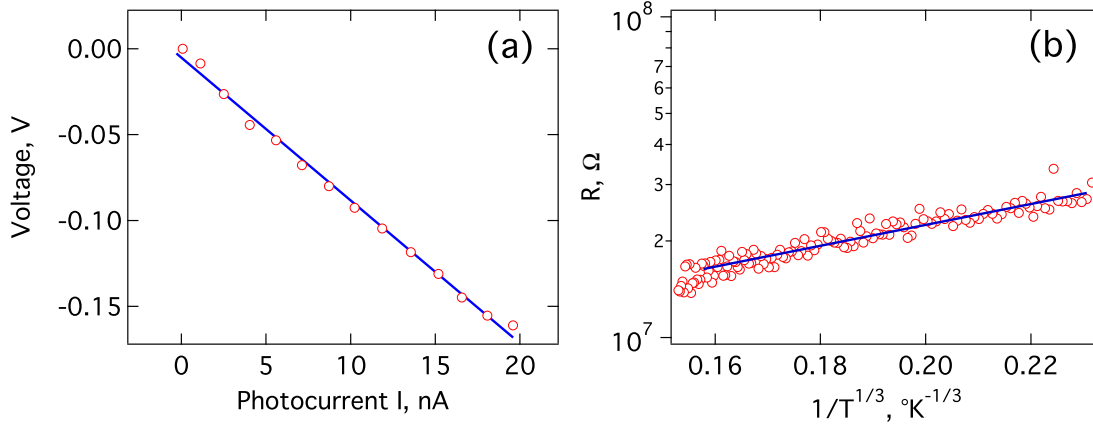 (a)
Voltage, V
0.00
-0.05
-0.10
-0.15
0 5 10 15 20
Photocurrent I, nA
(b)
R, Ω
10⁸
7
6
5
4
3
2
10⁷
0.16 0.18 0.20 0.22
1/T^1/3, °K^-1/3